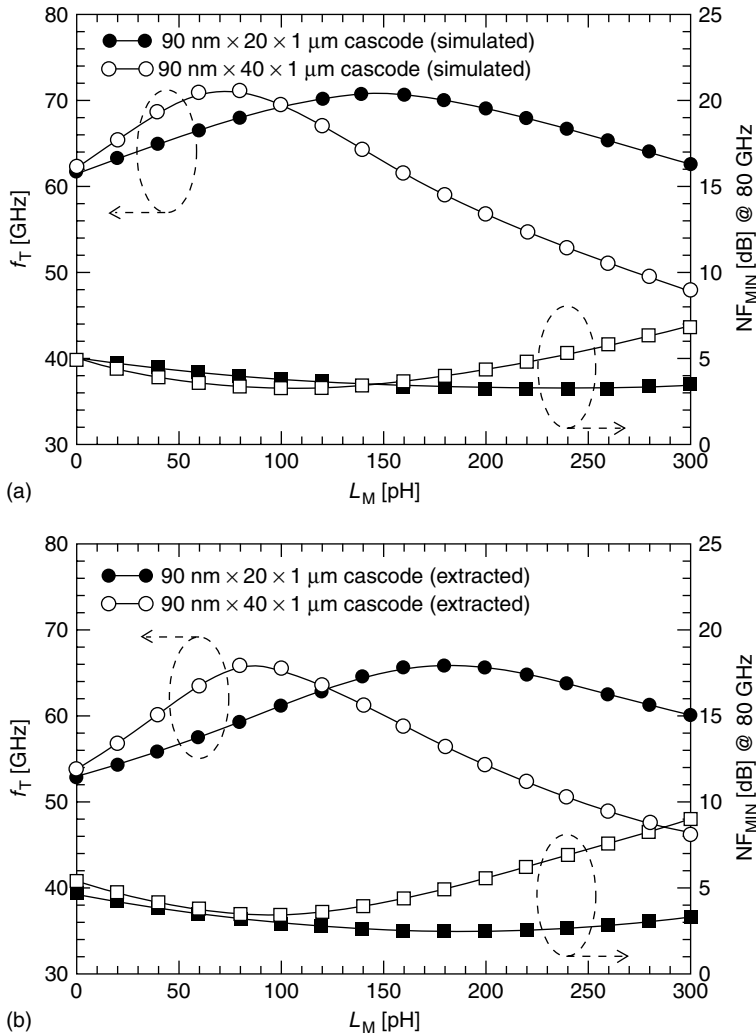 80
70
60
50
40
30
25
20
15
10
5
0
90 nm × 20 × 1 μm cascode (simulated)
90 nm × 40 × 1 μm cascode (simulated)
f_T [GHz]
NF_MIN [dB] @ 80 GHz
0 50 100 150 200 250 300
(a)
L_M [pH]
80
70
60
50
40
30
25
20
15
10
5
0
90 nm × 20 × 1 μm cascode (extracted)
90 nm × 40 × 1 μm cascode (extracted)
f_T [GHz]
NF_MIN [dB] @ 80 GHz
0 50 100 150 200 250 300
(b)
L_M [pH]